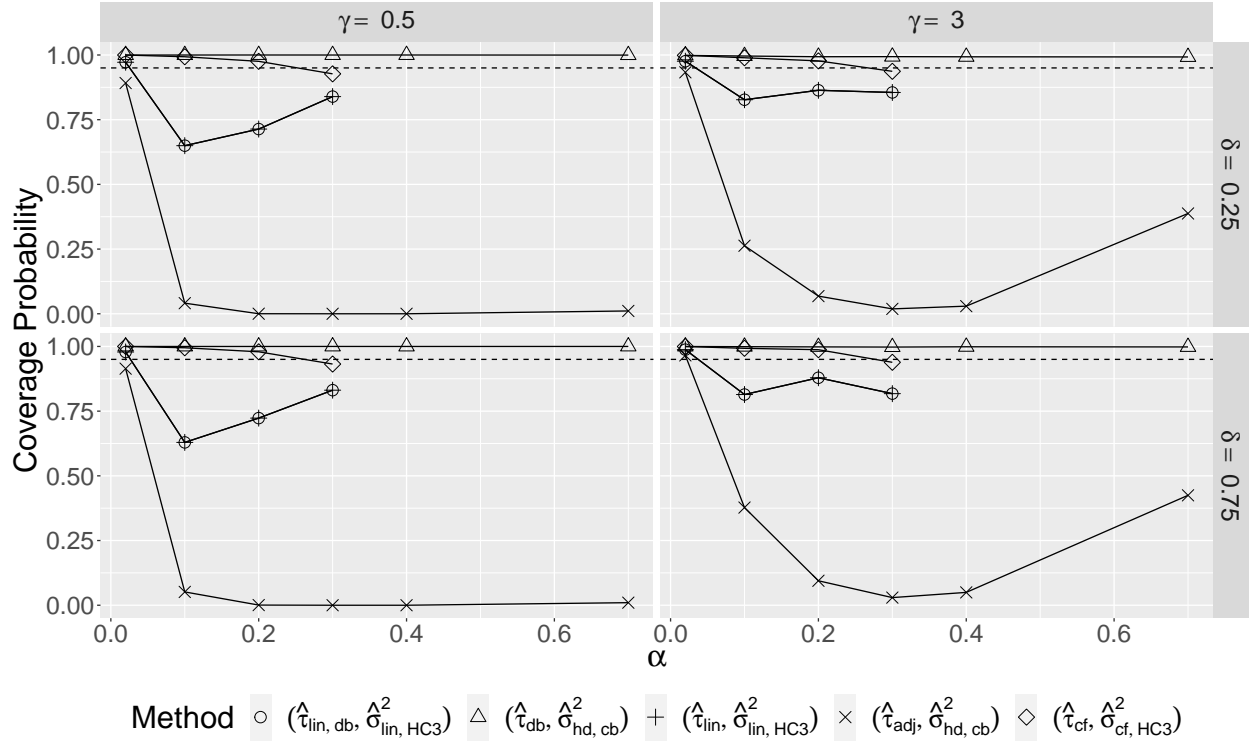 γ = 0.5
γ = 3
Coverage Probability
1.00
0.75
0.50
0.25
0.00
δ = 0.25
1.00
0.75
0.50
0.25
0.00
δ = 0.75
0.0 0.2 0.4 0.6
0.0 0.2 0.4 0.6
α
Method (τ̂lin, db, σ̂²lin, HC3) (τ̂db, σ̂²hd, cb) (τ̂lin, σ̂²lin, HC3) (τ̂adj, σ̂²hd, cb) (τ̂cf, σ̂²cf, HC3)